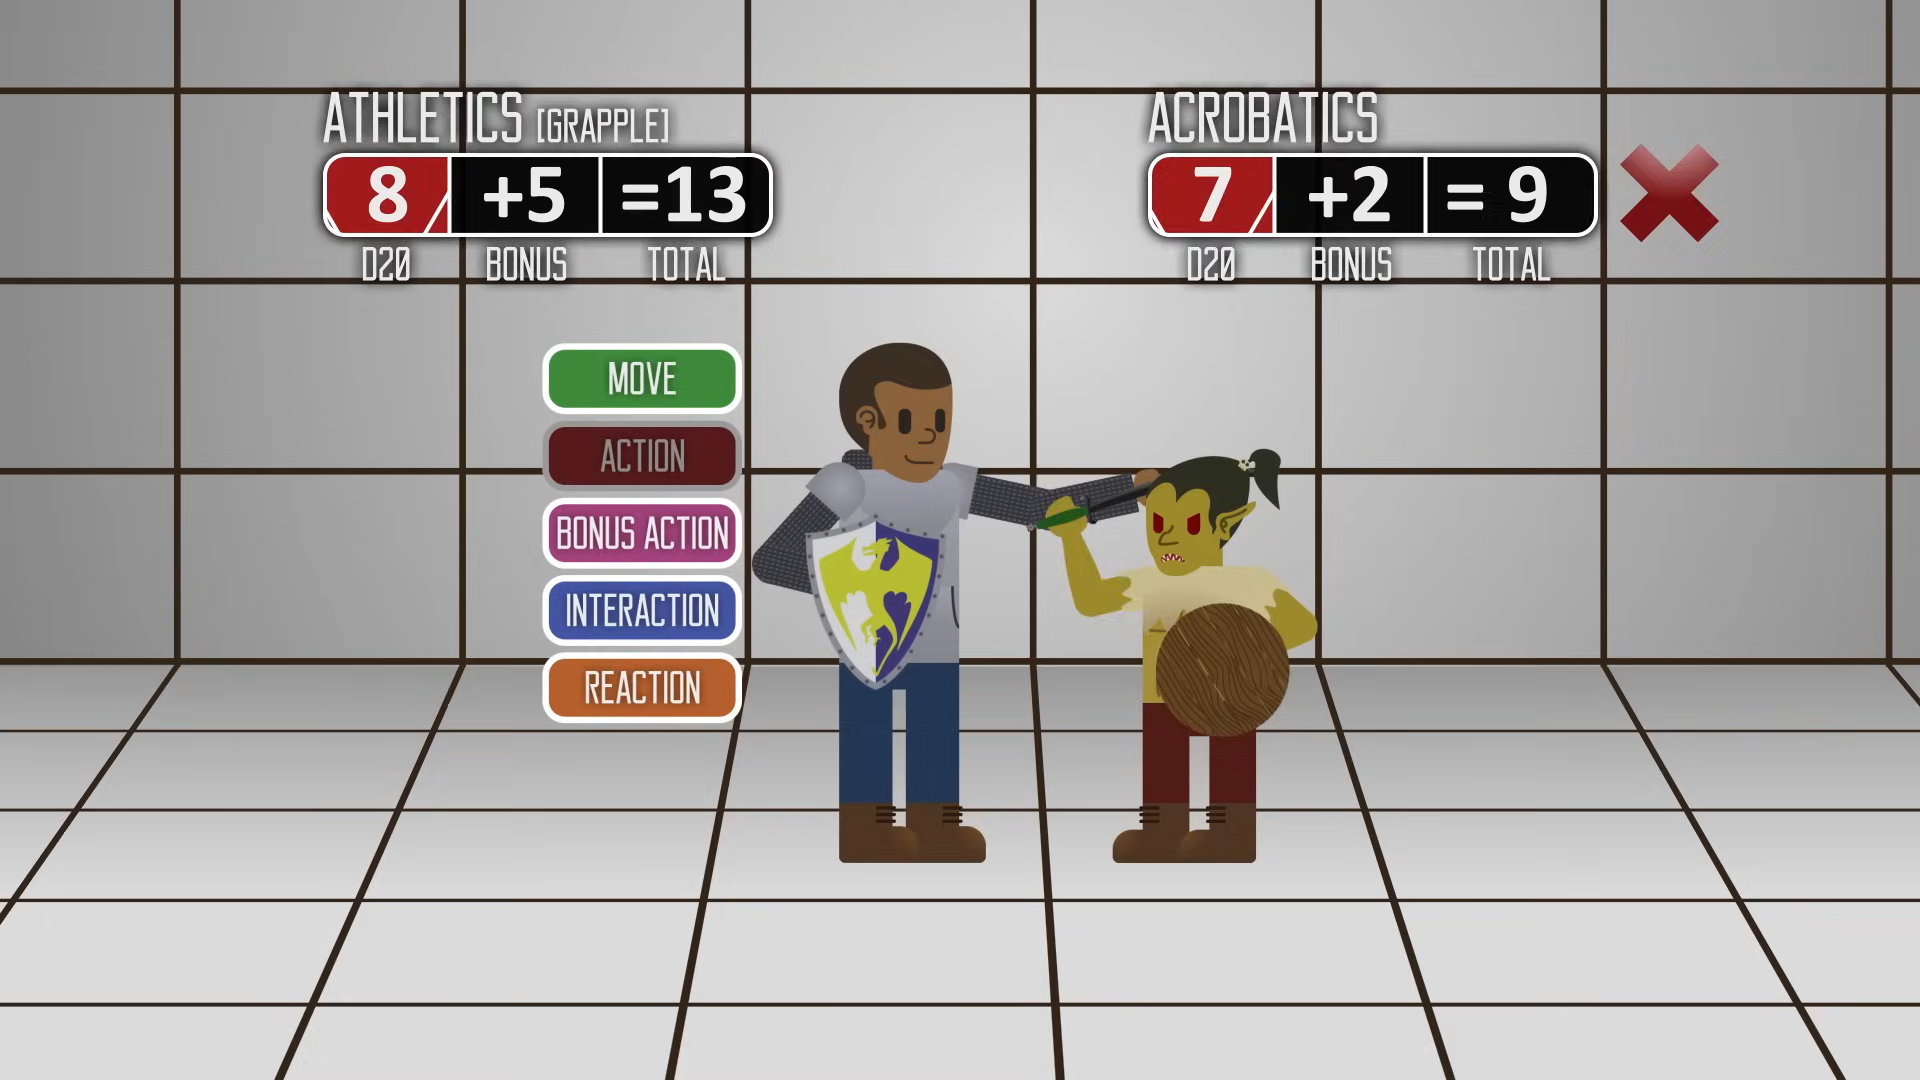 ATHLETICS [GRAPPLE]
8 +5 =13
D20 BONUS TOTAL
ACROBATICS
7 +2 = 9
D20 BONUS TOTAL
MOVE
ACTION
BONUS ACTION
INTERACTION
REACTION